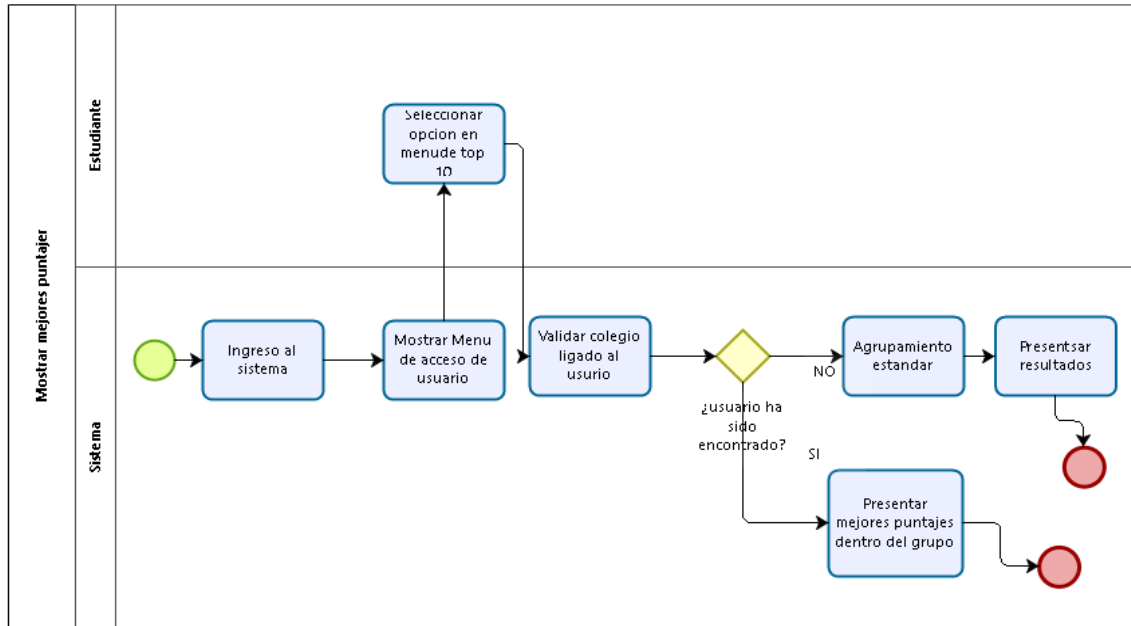 Mostrar mejores puntajer
Estudiante
Seleccionar
opcion en
menude top
10
Sistema
Ingreso al
sistema
Mostrar Menu
de acceso de
usuario
Validar colegio
ligado al
usurio
¿usuario ha
sido
encontrado?
NO
Agrupamiento
estandar
Presentsar
resultados
SI
Presentar
mejores puntajes
dentro del grupo